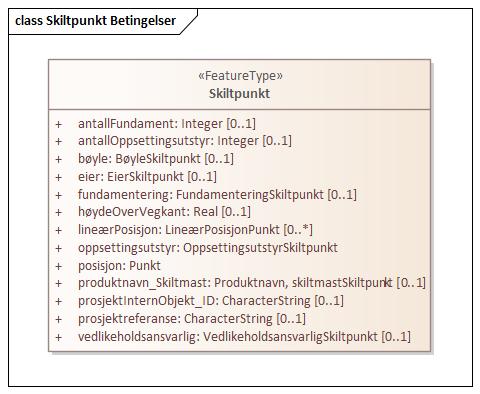 class Skiltpunkt Betingelser
«FeatureType»
Skiltpunkt
+ antallFundament: Integer [0..1]
+ antallOppsettingsutstyr: Integer [0..1]
+ bøyle: BøyleSkiltpunkt [0..1]
+ eier: EierSkiltpunkt [0..1]
+ fundamentering: FundamenteringSkiltpunkt [0..1]
+ høydeOverVegkant: Real [0..1]
+ lineærPosisjon: LineærPosisjonPunkt [0..*]
+ oppsettingsutstyr: OppsettingsutstyrSkiltpunkt
+ posisjon: Punkt
+ produktnavn_Skiltmast: Produktnavn, skiltmastSkiltpunkt [0..1]
+ prosjektInternObjekt_ID: CharacterString [0..1]
+ prosjektreferanse: CharacterString [0..1]
+ vedlikeholdsansvarlig: VedlikeholdsansvarligSkiltpunkt [0..1]